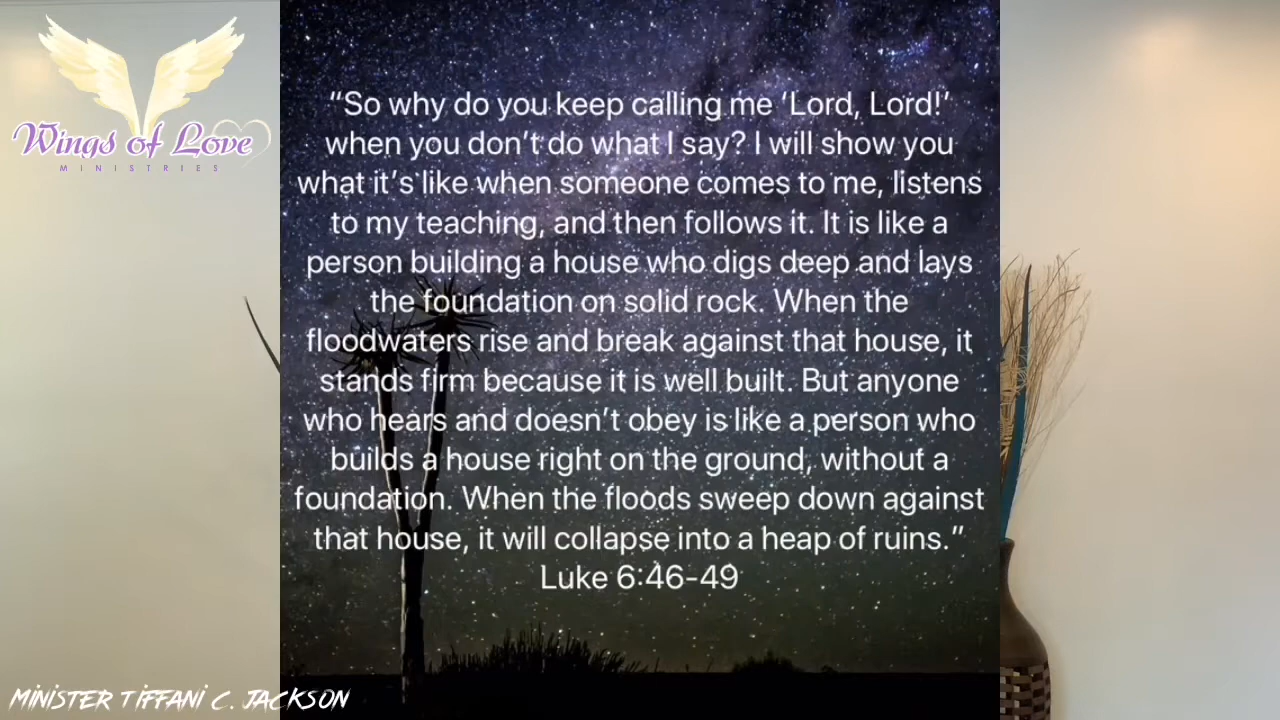 Wings of Love
MINISTRIES
“So why do you keep calling me ‘Lord, Lord!’
when you don’t do what I say? I will show you
what it’s like when someone comes to me, listens
to my teaching, and then follows it. It is like a
person building a house who digs deep and lays
the foundation on solid rock. When the
floodwaters rise and break against that house, it
stands firm because it is well built. But anyone
who hears and doesn’t obey is like a person who
builds a house right on the ground, without a
foundation. When the floods sweep down against
that house, it will collapse into a heap of ruins.”
Luke 6:46-49
MINISTER TIFFANI C. JACKSON